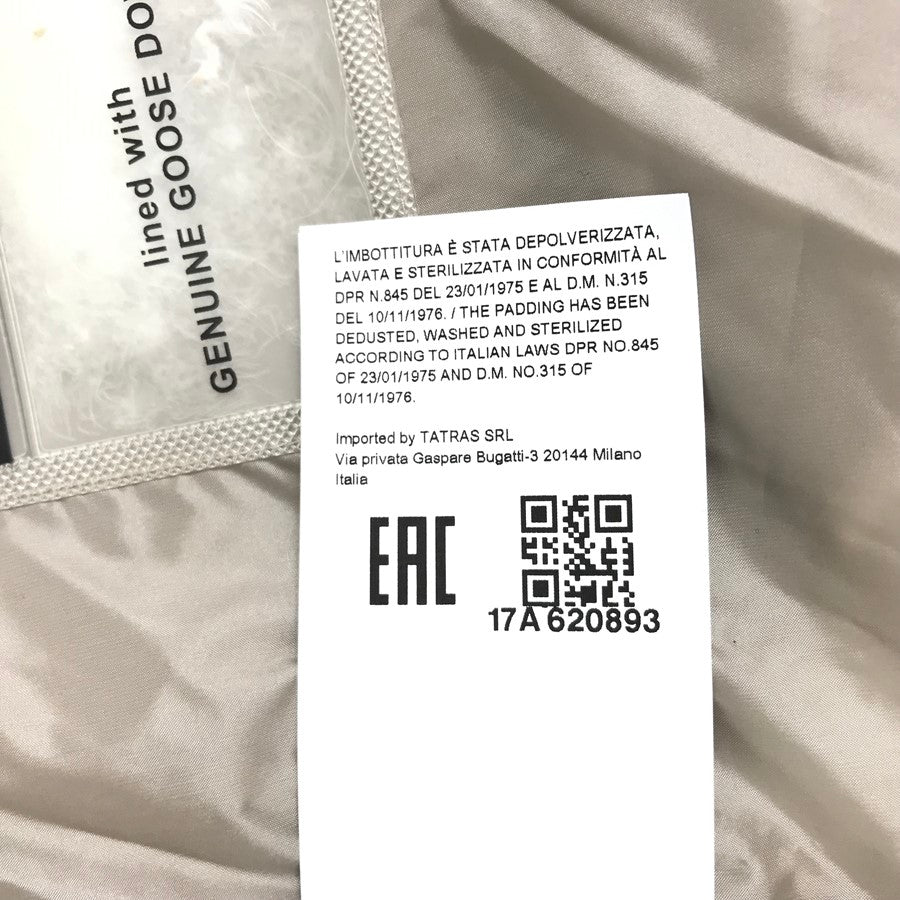 lined with
GENUINE GOOSE DO
L'IMBOTTITURA È STATA DEPOLVERIZZATA,
LAVATA E STERILIZZATA IN CONFORMITÀ AL
DPR N.845 DEL 23/01/1975 E AL D.M. N.315
DEL 10/11/1976. / THE PADDING HAS BEEN
DEDUSTED, WASHED AND STERILIZED
ACCORDING TO ITALIAN LAWS DPR NO.845
OF 23/01/1975 AND D.M. NO.315 OF
10/11/1976.
Imported by TATRAS SRL
Via privata Gaspare Bugatti-3 20144 Milano
Italia
EAC
17A620893